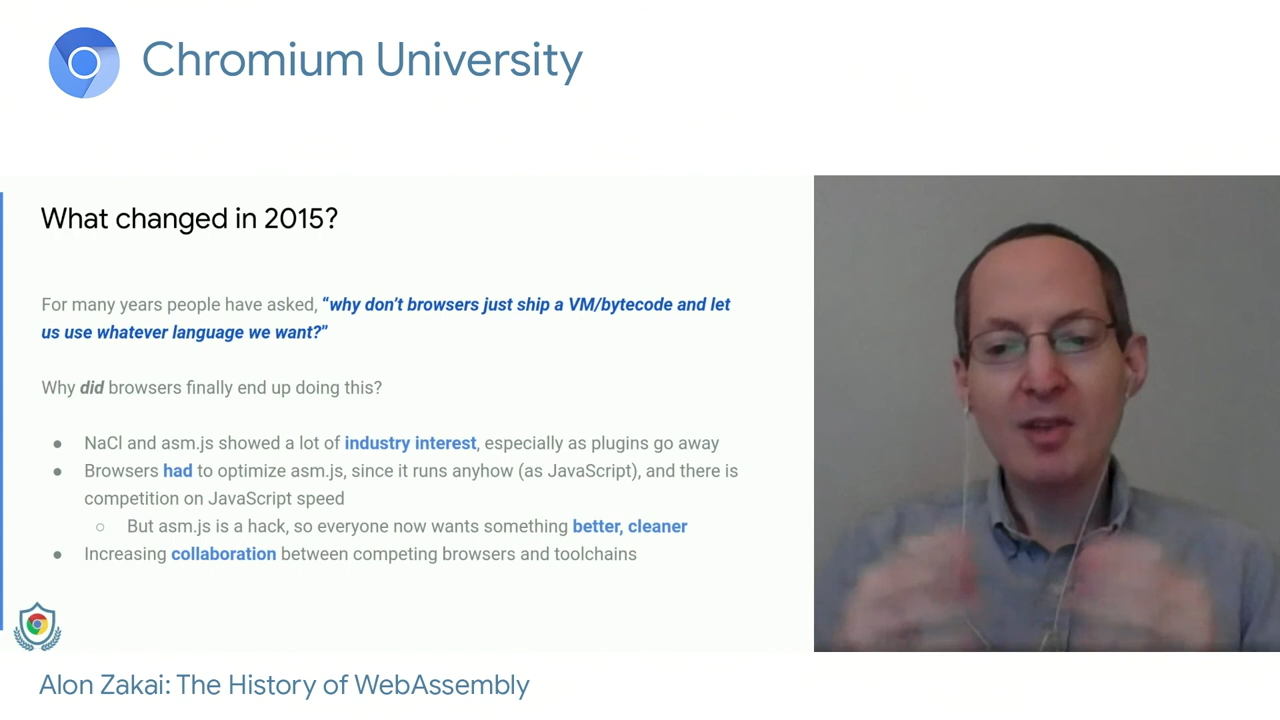 Chromium University
What changed in 2015?
For many years people have asked, “why don’t browsers just ship a VM/bytecode and let
us use whatever language we want?”
Why did browsers finally end up doing this?
● NaCl and asm.js showed a lot of industry interest, especially as plugins go away
● Browsers had to optimize asm.js, since it runs anyhow (as JavaScript), and there is
competition on JavaScript speed
○ But asm.js is a hack, so everyone now wants something better, cleaner
● Increasing collaboration between competing browsers and toolchains
Alon Zakai: The History of WebAssembly